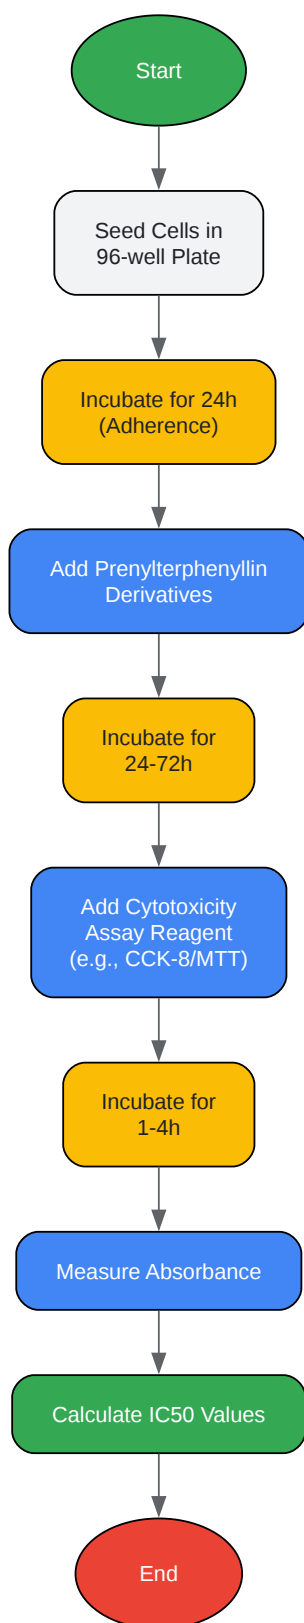 Start
Seed Cells in
96-well Plate
Incubate for 24h
(Adherence)
Add Prenylterphenyllin
Derivatives
Incubate for
24-72h
Add Cytotoxicity
Assay Reagent
(e.g., CCK-8/MTT)
Incubate for
1-4h
Measure Absorbance
Calculate IC50 Values
End